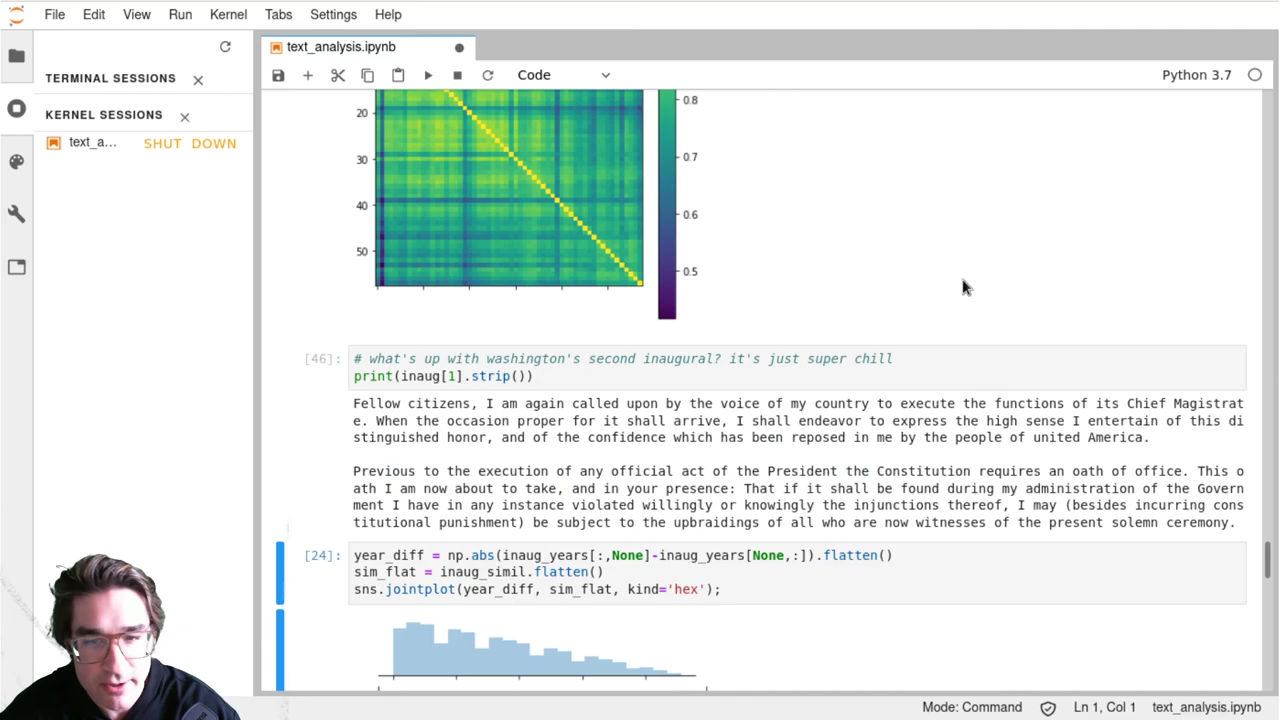 File Edit View Run Kernel Tabs Settings Help
TERMINAL SESSIONS
KERNEL SESSIONS
text_a… SHUT DOWN
text_analysis.ipynb
Code
Python 3.7
20
30
40
50
0.8
0.7
0.6
0.5
[46]:
# what's up with washington's second inaugural? it's just super chill
print(inaug[1].strip())
Fellow citizens, I am again called upon by the voice of my country to execute the functions of its Chief Magistrat
e. When the occasion proper for it shall arrive, I shall endeavor to express the high sense I entertain of this di
stinguished honor, and of the confidence which has been reposed in me by the people of united America.
Previous to the execution of any official act of the President the Constitution requires an oath of office. This o
ath I am now about to take, and in your presence: That if it shall be found during my administration of the Govern
ment I have in any instance violated willingly or knowingly the injunctions thereof, I may (besides incurring cons
titutional punishment) be subject to the upbraidings of all who are now witnesses of the present solemn ceremony.
[24]:
year_diff = np.abs(inaug_years[:,None]-inaug_years[None,:]).flatten()
sim_flat = inaug_simil.flatten()
sns.jointplot(year_diff, sim_flat, kind='hex');
Mode: Command Ln 1, Col 1 text_analysis.ipynb